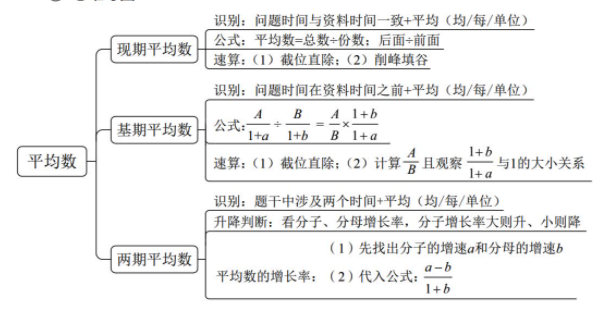 平均数
现期平均数
识别：问题时间与资料时间一致+平均（均/每/单位）
公式：平均数=总数÷份数；后面÷前面
速算：（1）截位直除；（2）削峰填谷
基期平均数
识别：问题时间在资料时间之前+平均（均/每/单位）
公式：A/(1+a) ÷ B/(1+b) = A/B × (1+b)/(1+a)
速算：（1）截位直除；（2）计算A/B且观察(1+b)/(1+a)与1的大小关系
两期平均数
识别：题干中涉及两个时间+平均（均/每/单位）
升降判断：看分子、分母增长率，分子增长率大则升、小则降
平均数的增长率：
（1）先找出分子的增速a和分母的增速b
（2）代入公式：(a−b)/(1+b)